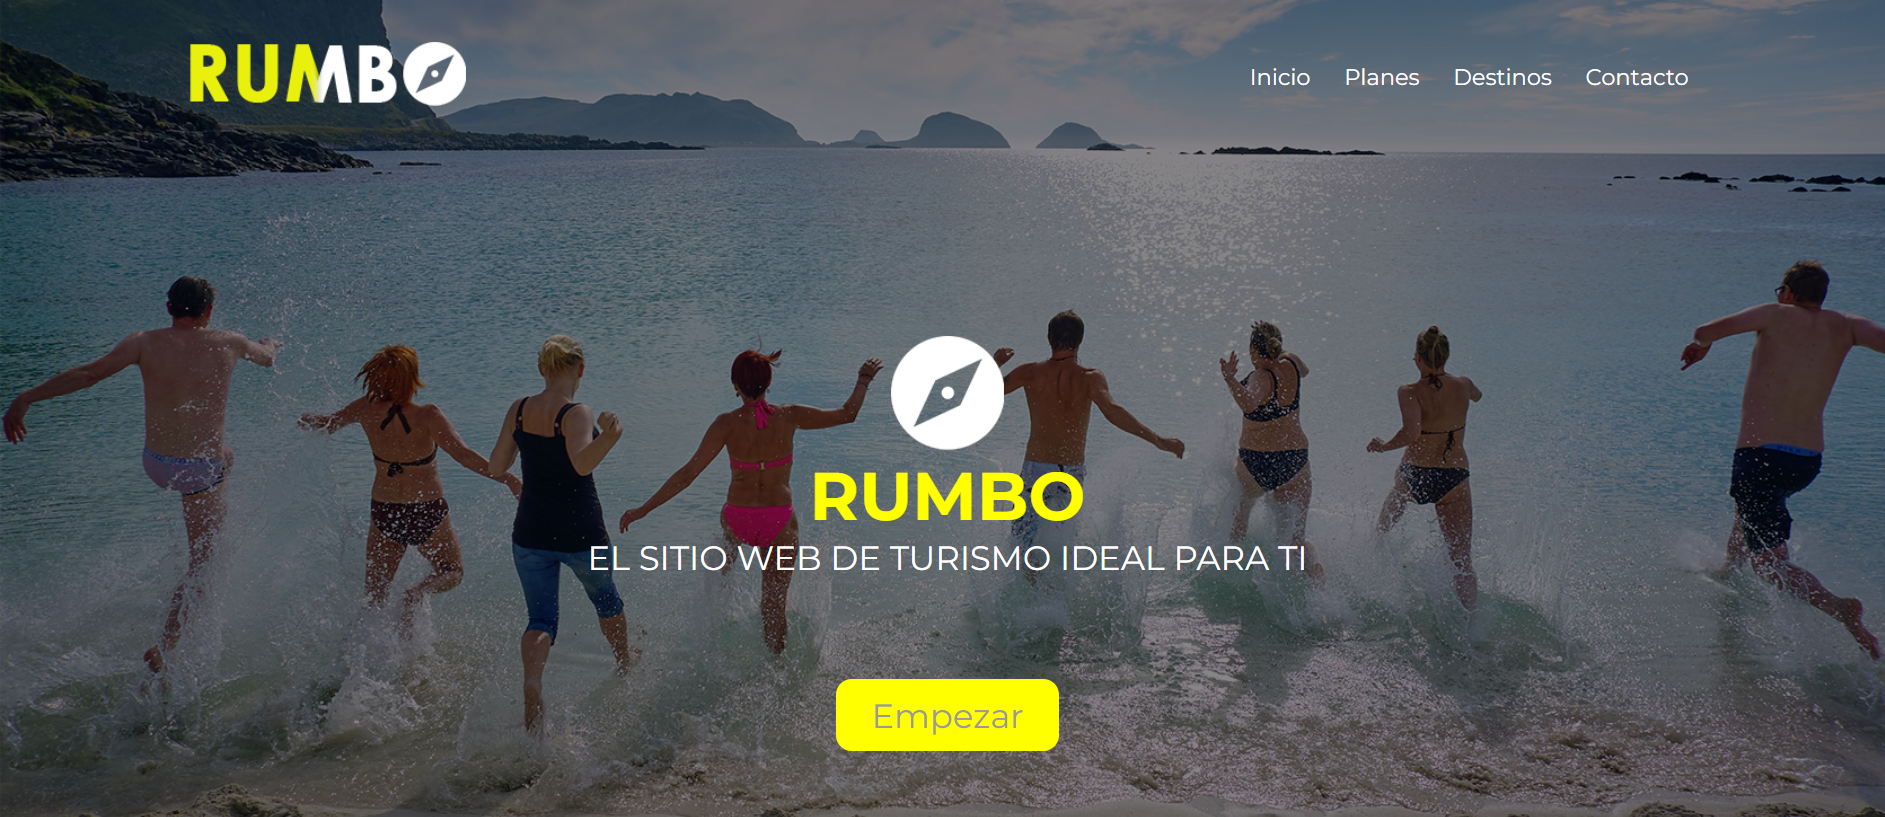 RUMBO
Inicio Planes Destinos Contacto
RUMBO
EL SITIO WEB DE TURISMO IDEAL PARA TI
Empezar